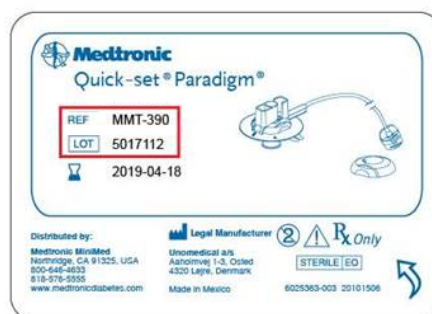 Medtronic
Quick-set® Paradigm®
REF MMT-390
LOT 5017112
2019-04-18
Distributed by:
Medtronic MiniMed
Northridge, CA 91325, USA
800-646-4633
818-576-5555
www.medtronicdiabetes.com
Legal Manufacturer
Unomedical a/s
Aaholmvej 1-3, Osted
4320 Lejre, Denmark
Made in Mexico
2
Rx Only
STERILE EO
6025363-003 20101506